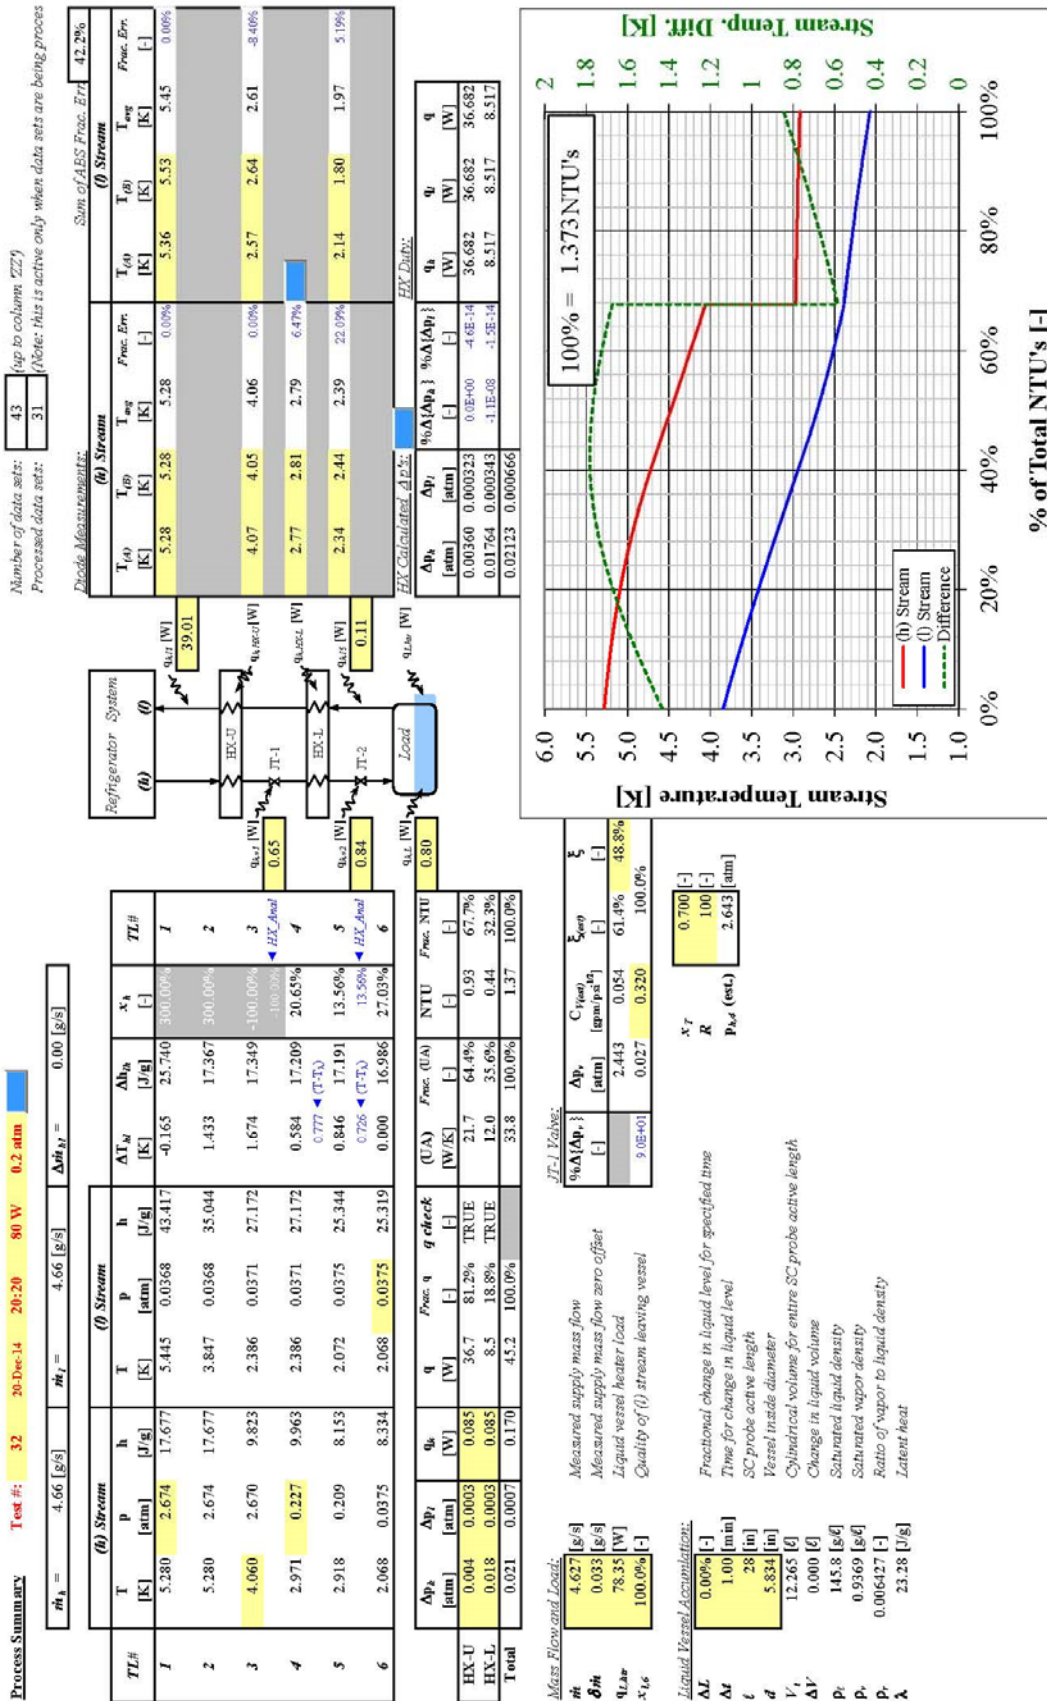 Process Summary Test #: 32 20-Dec-14 20:20 80 W 0.2 atm
ṁh = 4.66 [g/s] ṁl = 4.66 [g/s] Δṁhl = 0.00 [g/s]
(h) Stream (l) Stream
TL# T p h T p h ΔThl Δhlh xh TL#
[K] [atm] [J/g] [K] [atm] [J/g] [K] [J/g] [-]
1 5.280 2.674 17.677 5.445 0.0368 43.417 -0.165 25.740 300.00% 1
2 5.280 2.674 17.677 3.847 0.0368 35.044 1.433 17.367 300.00% 2
3 4.060 2.670 9.823 2.386 0.0371 27.172 1.674 17.349 -100.00% 3
-100.00% ◄ HX_Anal
4 2.971 0.227 9.963 2.386 0.0371 27.172 0.584 17.209 20.65% 4
0.777 ◄ (T-Tλ)
5 2.918 0.209 8.153 2.072 0.0375 25.344 0.846 17.191 13.56% 5
0.726 ◄ (T-Tλ) 13.56% ◄ HX_Anal
6 2.068 0.0375 8.334 2.068 0.0375 25.319 0.000 16.986 27.03% 6
Δph Δpl qk q Frac. q q check (UA) Frac. (UA) NTU Frac. NTU
[atm] [atm] [W] [W] [-] [-] [W/K] [-] [-] [-]
HX-U 0.004 0.0003 0.085 36.7 81.2% TRUE 21.7 64.4% 0.93 67.7%
HX-L 0.018 0.0003 0.085 8.5 18.8% TRUE 12.0 35.6% 0.44 32.3%
Total 0.021 0.0007 0.170 45.2 100.0% 33.8 100.0% 1.37 100.0%
Mass Flow and Load:
ṁ 4.627 [g/s] Measured supply mass flow
δṁ 0.033 [g/s] Measured supply mass flow zero offset
qL,htr 78.35 [W] Liquid vessel heater load
xl,6 100.0% [-] Quality of (l) stream leaving vessel
Liquid Vessel Accumlation:
ΔL 0.00% [-] Fractional change in liquid level for specified time
Δt 1.00 [min] Time for change in liquid level
ℓ 28 [in] SC probe active length
d 5.834 [in] Vessel inside diameter
Vt 12.265 [ℓ] Cylindrical volume for entire SC probe active length
ΔV 0.000 [ℓ] Change in liquid volume
ρℓ 145.8 [g/ℓ] Saturated liquid density
ρv 0.9369 [g/ℓ] Saturated vapor density
ρr 0.006427 [-] Ratio of vapor to liquid density
λ 23.28 [J/g] Latent heat
JT-1 Valve:
%Δ{Δpv} Δpv CV(est) ξx(est) ξ
[-] [atm] [gpm/psi^1/2] [-] [-]
2.443 0.054 61.4% 48.8%
9.0E+01 0.027 0.320 100.0%
xT 0.700 [-]
R 100 [-]
ph,4 (est.) 2.643 [atm]
Refrigerator System
(h) (l)
HX-U
JT-1
HX-L
JT-2
Load
qk,l1 [W]
39.01
qk,HX-U [W]
qk,v1 [W]
0.65
qk,HX-L [W]
qk,v2 [W]
0.84
qk,l5 [W]
0.11
qk,L [W]
0.80
qL,htr [W]
Number of data sets: 43 (up to column 'ZZ')
Processed data sets: 31 (Note: this is active only when data sets are being proces
Diode Measurements: Sum of ABS Frac. Err 42.2%
(h) Stream (l) Stream
T(A) T(B) Tavg Frac. Err. T(A) T(B) Tavg Frac. Err.
[K] [K] [K] [-] [K] [K] [K] [-]
5.28 5.28 5.28 0.00% 5.36 5.53 5.45 0.00%
4.07 4.05 4.06 0.00% 2.57 2.64 2.61 -8.40%
2.77 2.81 2.79 6.47%
2.34 2.44 2.39 22.09% 2.14 1.80 1.97 5.19%
HX Calculated Δp's: HX Duty:
Δph Δpl %Δ{Δph} %Δ{Δpl} qh ql q
[atm] [atm] [-] [-] [W] [W] [W]
0.00360 0.000323 0.0E+00 -4.6E-14 36.682 36.682 36.682
0.01764 0.000343 -1.1E-08 -1.5E-14 8.517 8.517 8.517
0.02123 0.000666
100% = 1.373NTU's
Stream Temperature [K]
6.0
5.5
5.0
4.5
4.0
3.5
3.0
2.5
2.0
1.5
1.0
Stream Temp. Diff. [K]
2
1.8
1.6
1.4
1.2
1
0.8
0.6
0.4
0.2
0
(h) Stream
(l) Stream
Difference
0% 20% 40% 60% 80% 100%
% of Total NTU's [-]